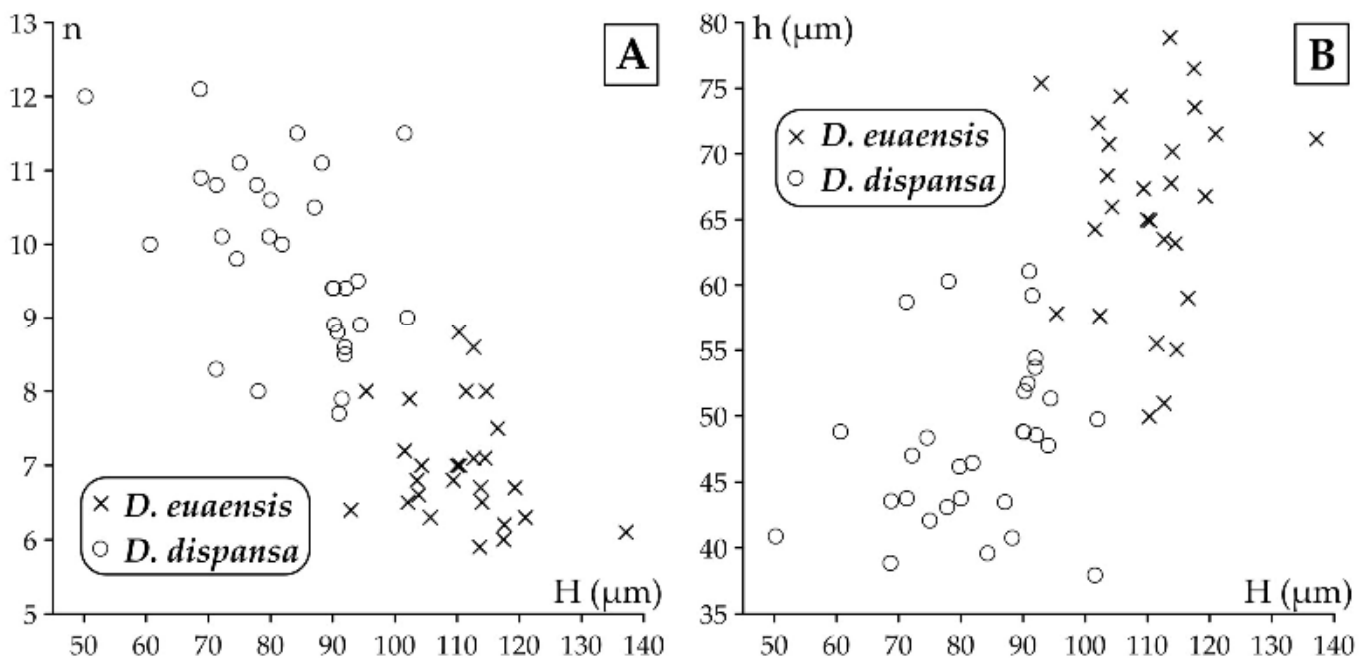 13
n
A
12
11
10
9
8
7
6
5
× D. euaensis
○ D. dispansa
H (μm)
50 60 70 80 90 100 110 120 130 140
80
h (μm)
B
75
70
65
60
55
50
45
40
35
× D. euaensis
○ D. dispansa
H (μm)
50 60 70 80 90 100 110 120 130 140